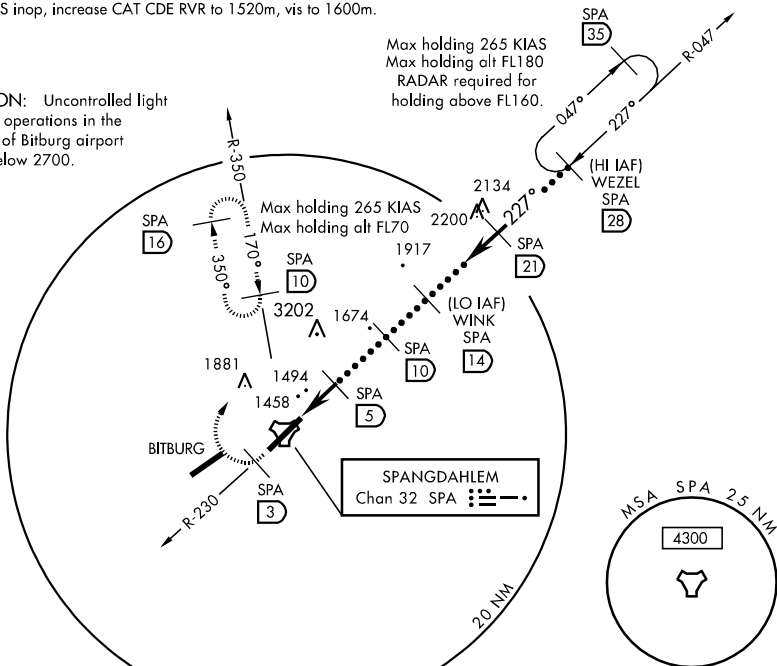 S inop, increase CAT CDE RVR to 1520m, vis to 1600m.
ON: Uncontrolled light
operations in the
of Bitburg airport
elow 2700.
Max holding 265 KIAS
Max holding alt FL180
RADAR required for
holding above FL160.
SPA
35
R-047
047°
227°
(HI IAF)
WEZEL
SPA
28
R-350
SPA
16
170°
350°
Max holding 265 KIAS
Max holding alt FL70
SPA
10
2134
2200
227°
SPA
21
1917
(LO IAF)
WINK
SPA
14
3202
1674
SPA
10
1881
1494
1458
SPA
5
BITBURG
SPA
3
R-230
SPANGDAHLEM
Chan 32 SPA
20 NM
MSA SPA 25 NM
4300